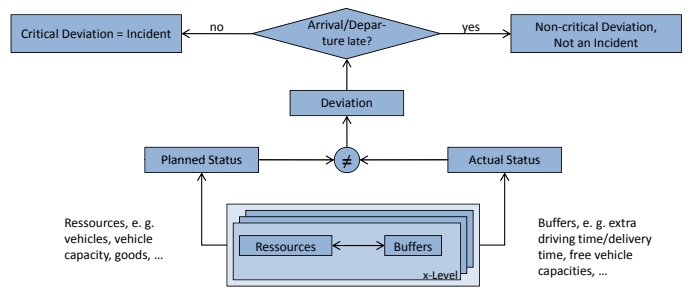 Critical Deviation = Incident
no
Arrival/Depar-
ture late?
yes
Non-critical Deviation,
Not an Incident
Deviation
Planned Status
≠
Actual Status
Ressources, e. g.
vehicles, vehicle
capacity, goods, ...
Ressources
Buffers
x-Level
Buffers, e. g. extra
driving time/delivery
time, free vehicle
capacities, ...